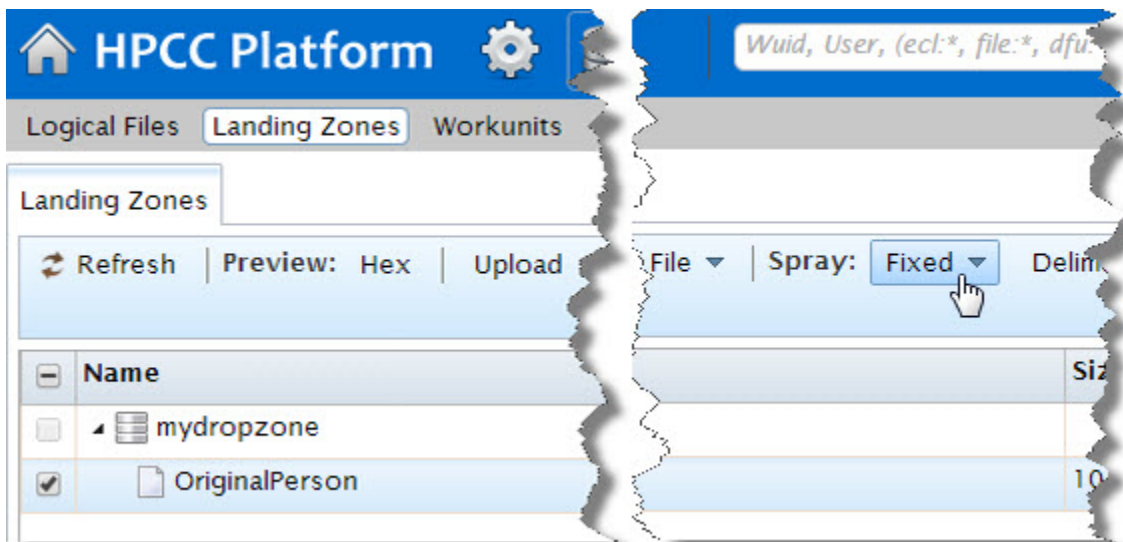 HPCC Platform
Wuid, User, (ecl:*, file:*, dfu:
Logical Files Landing Zones Workunits
Landing Zones
Refresh Preview: Hex Upload File Spray: Fixed
Name
mydropzone
OriginalPerson